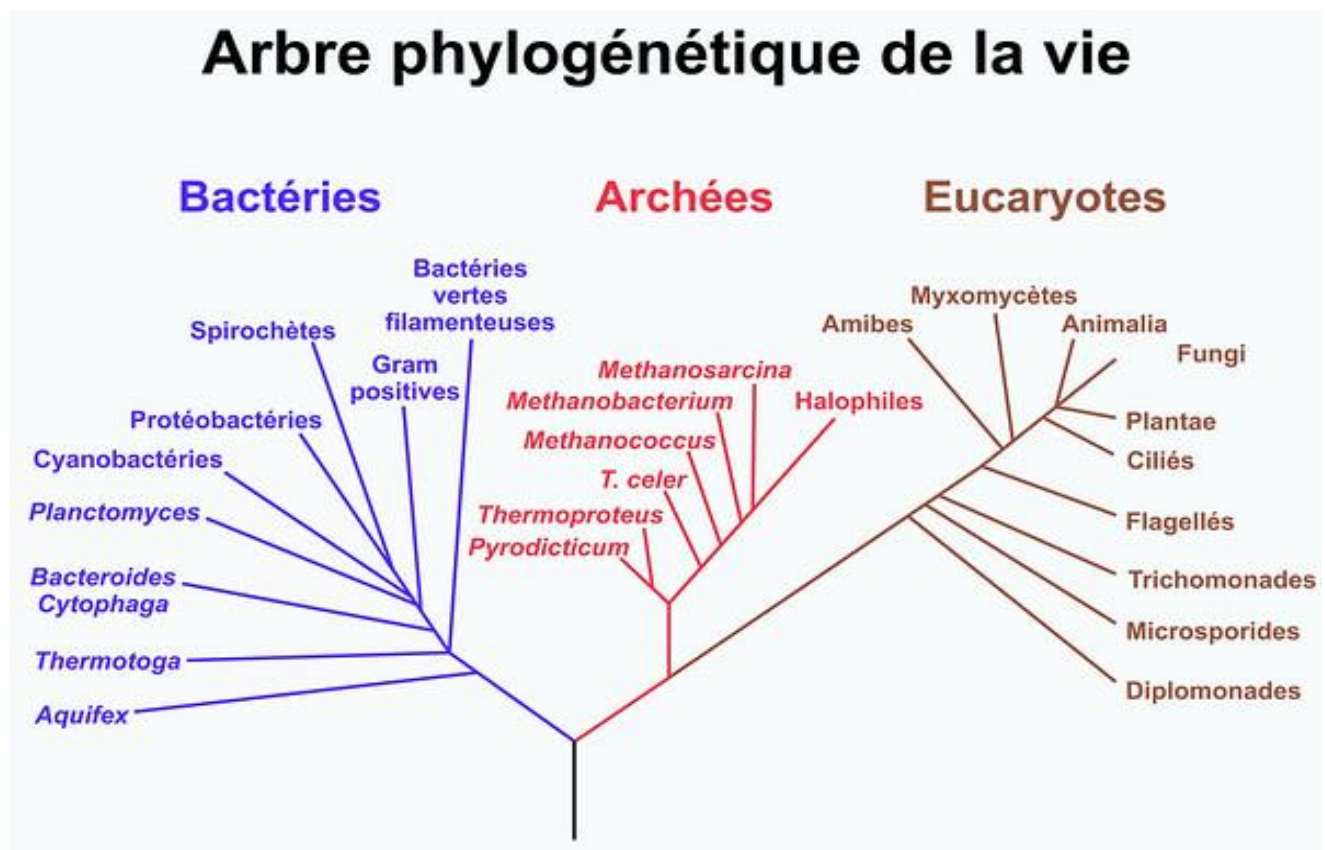 Arbre phylogénétique de la vie
Bactéries
Archées
Eucaryotes
Bactéries
vertes
filamenteuses
Spirochètes
Gram
positives
Protéobactéries
Cyanobactéries
Planctomyces
Bacteroides
Cytophaga
Thermotoga
Aquifex
Methanosarcina
Methanobacterium
Halophiles
Methanococcus
T. celer
Thermoproteus
Pyrodicticum
Myxomycètes
Amibes
Animalia
Fungi
Plantae
Ciliés
Flagellés
Trichomonades
Microsporides
Diplomonades